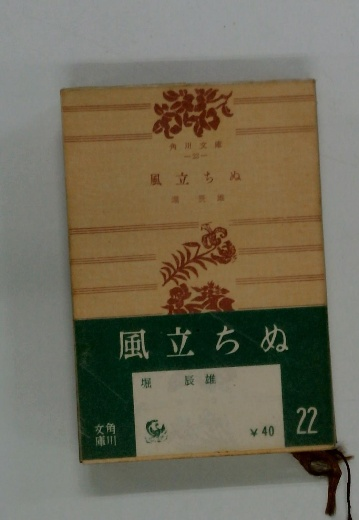 角川文庫
—22—
風立ちぬ
堀辰雄
風立ちぬ
堀 辰雄
角川文庫
¥40
22